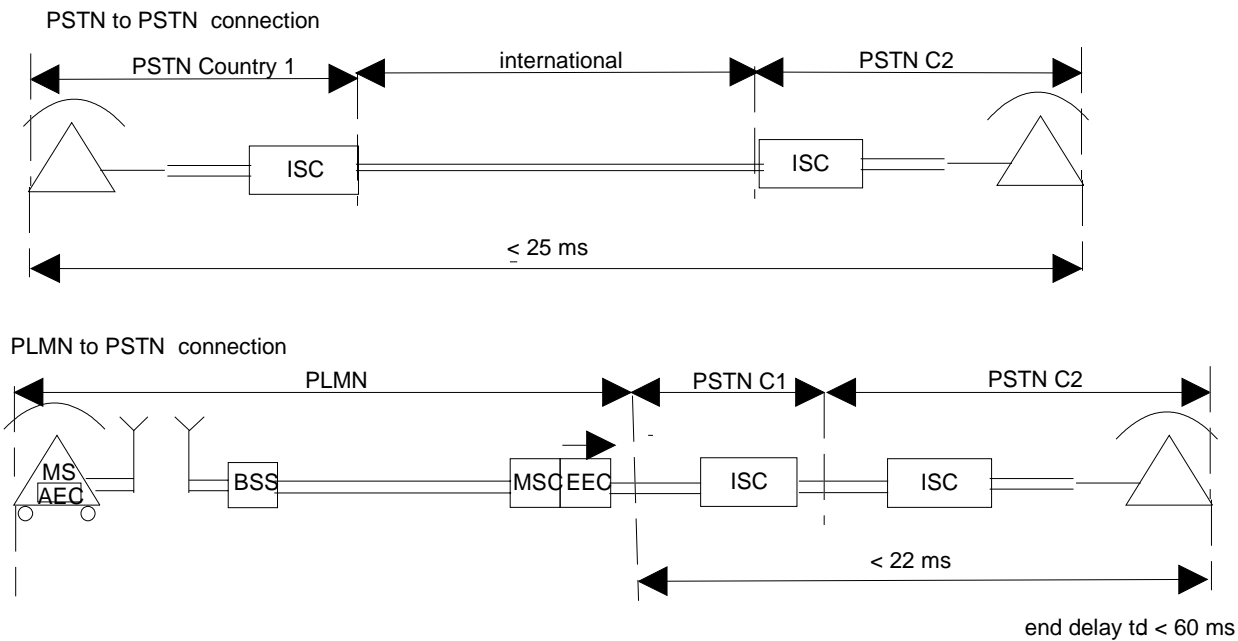 PSTN to PSTN connection
PSTN Country 1
international
PSTN C2
ISC
ISC
< 25 ms
PLMN to PSTN connection
PLMN
PSTN C1
PSTN C2
MS
AEC
BSS
MSC
EEC
ISC
ISC
< 22 ms
end delay td < 60 ms